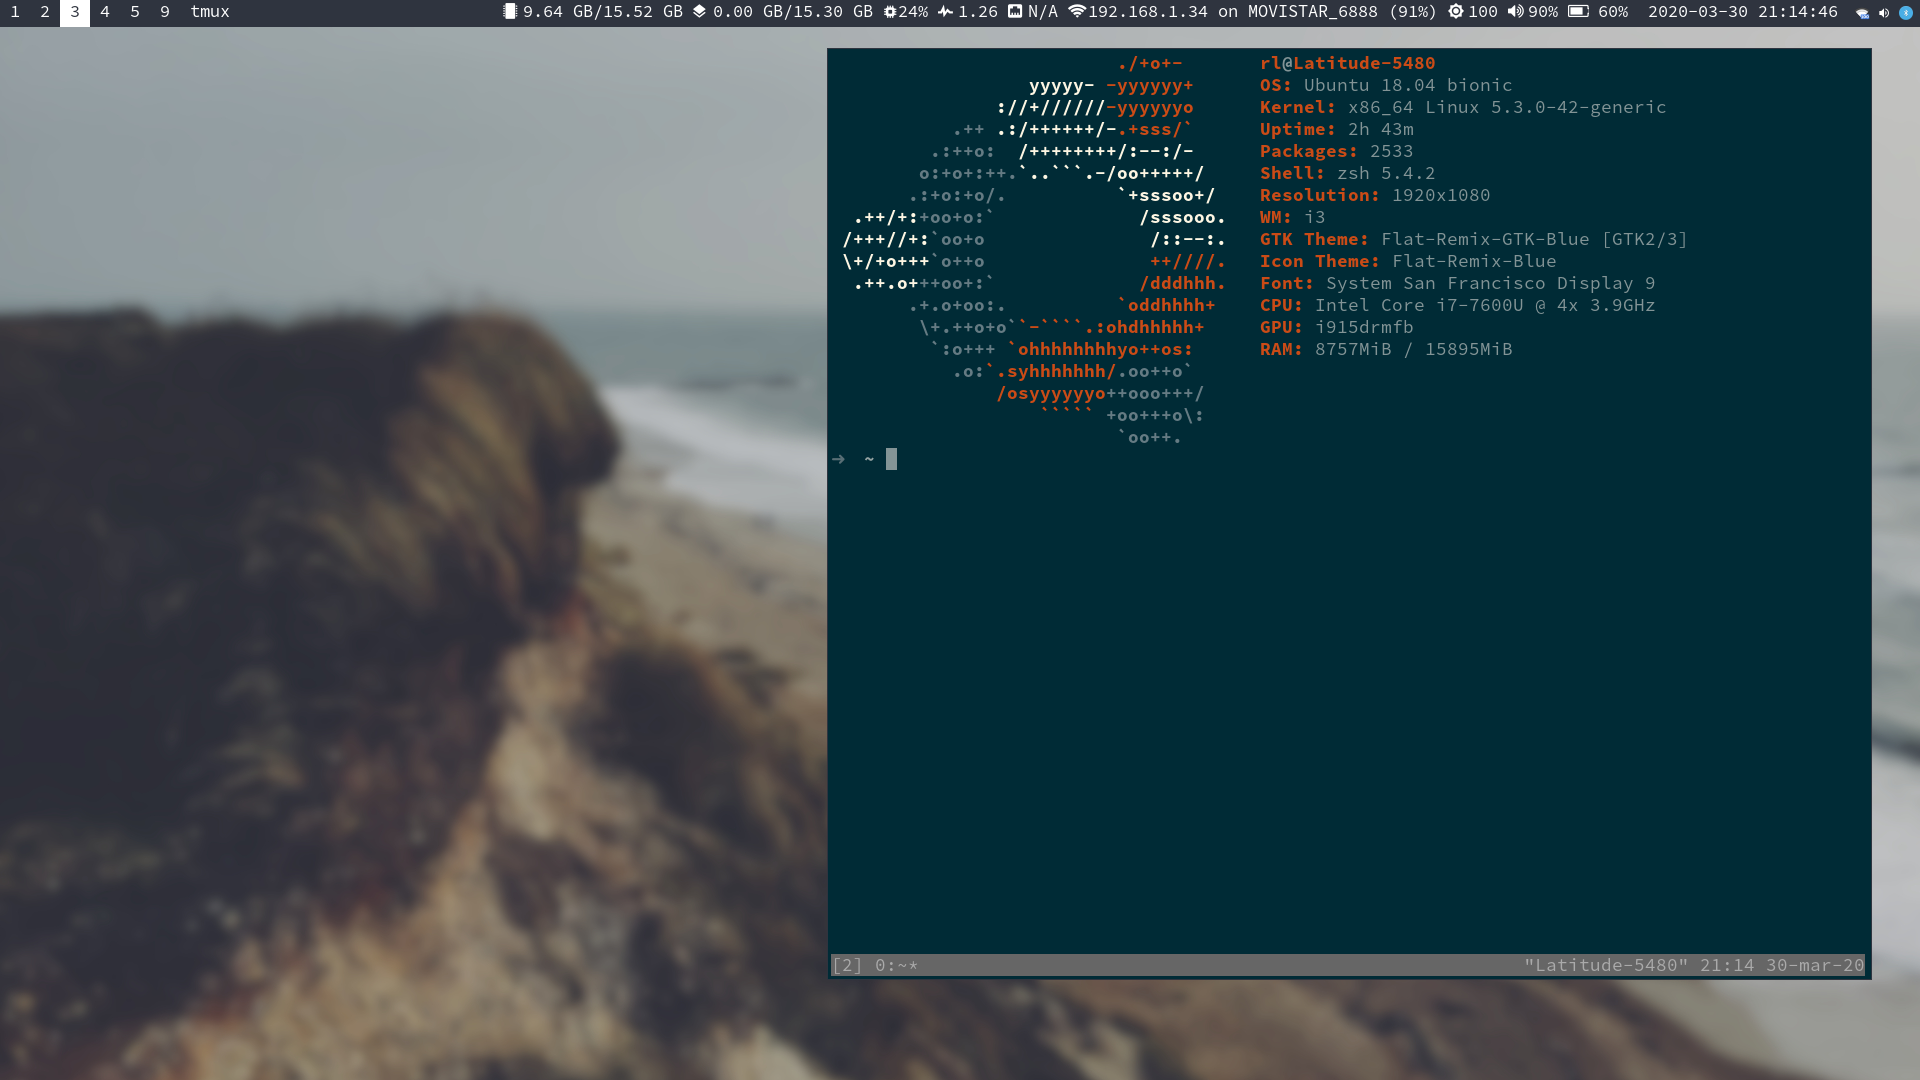 1 2 3 4 5 9 tmux 9.64 GB/15.52 GB 0.00 GB/15.30 GB 24% 1.26 N/A 192.168.1.34 on MOVISTAR_6888 (91%) 100 90% 60% 2020-03-30 21:14:46
./+o+- rl@Latitude-5480
yyyyy- -yyyyyy+ OS: Ubuntu 18.04 bionic
://+//////-yyyyyyo Kernel: x86_64 Linux 5.3.0-42-generic
.++ .:/++++++/-.+sss/` Uptime: 2h 43m
.:++o: /++++++++/:--:/- Packages: 2533
o:+o+:++.`..```.-/oo+++++/ Shell: zsh 5.4.2
.:+o:+o/. `+sssoo+/ Resolution: 1920x1080
.++/+:+oo+o:` /sssooo. WM: i3
/+++//+:`oo+o /::--:. GTK Theme: Flat-Remix-GTK-Blue [GTK2/3]
\+/+o+++`o++o ++////. Icon Theme: Flat-Remix-Blue
.++.o+++oo+:` /dddhhh. Font: System San Francisco Display 9
.+.o+oo:. `oddhhhh+ CPU: Intel Core i7-7600U @ 4x 3.9GHz
\+.++o+o``-````.:ohdhhhhh+ GPU: i915drmfb
`:o+++ `ohhhhhhhhyo++os: RAM: 8757MiB / 15895MiB
.o:`.syhhhhhhh/.oo++o`
/osyyyyyyo++ooo+++/
````` +oo+++o\:
`oo++.
➜ ~
[2] 0:~* "Latitude-5480" 21:14 30-mar-20